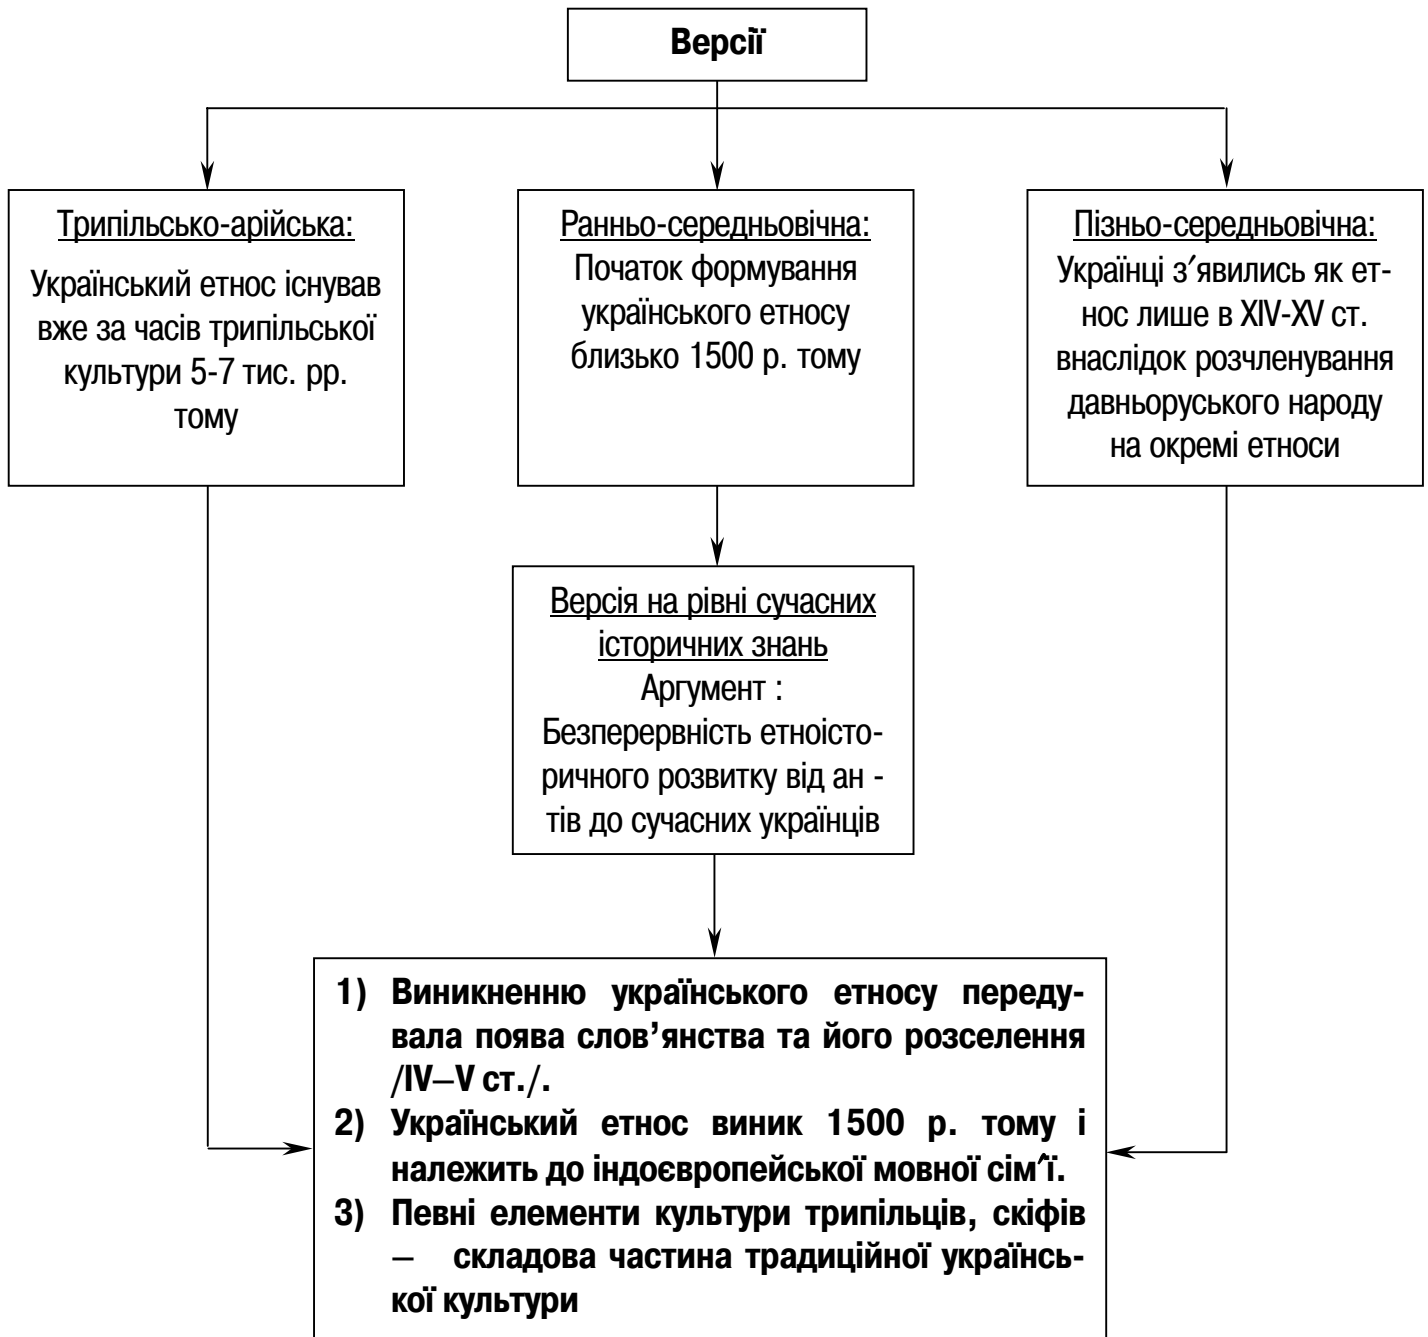 Версії
Трипільсько-арійська:
Український етнос існував
вже за часів трипільської
культури 5-7 тис. рр.
тому
Ранньо-середньовічна:
Початок формування
українського етносу
близько 1500 р. тому
Пізньо-середньовічна:
Українці з′явились як ет-
нос лише в XIV-XV ст.
внаслідок розчленування
давньоруського народу
на окремі етноси
Версія на рівні сучасних
історичних знань
Аргумент :
Безперервність етноісто-
ричного розвитку від ан -
тів до сучасних українців
1) Виникненню українського етносу переду-
вала поява слов’янства та його розселення
/IV–V ст./.
2) Український етнос виник 1500 р. тому і
належить до індоєвропейської мовної сім′ї.
3) Певні елементи культури трипільців, скіфів
– складова частина традиційної українсь-
кої культури